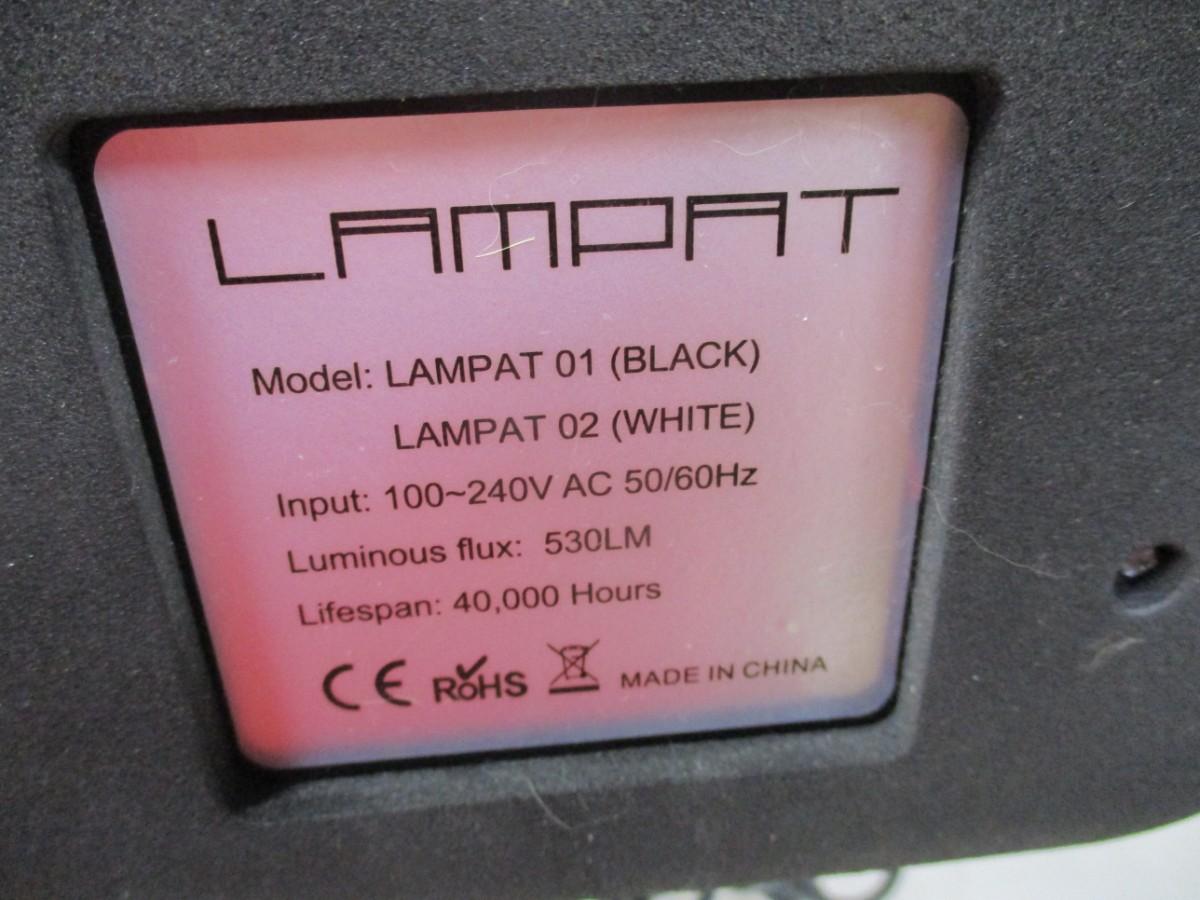 LAMPAT
Model: LAMPAT 01 (BLACK)
LAMPAT 02 (WHITE)
Input: 100~240V AC 50/60Hz
Luminous flux: 530LM
Lifespan: 40,000 Hours
CE RoHS MADE IN CHINA